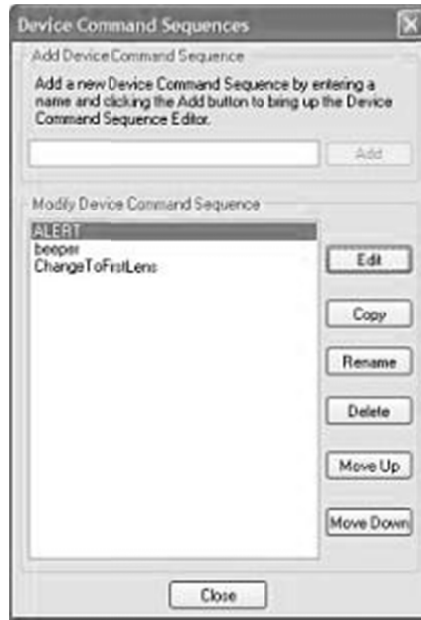 Device Command Sequences
Add Device Command Sequence
Add a new Device Command Sequence by entering a
name and clicking the Add button to bring up the Device
Command Sequence Editor.
Add
Modify Device Command Sequence
ALERT
beeper
ChangeToFirstLens
Edit
Copy
Rename
Delete
Move Up
Move Down
Close